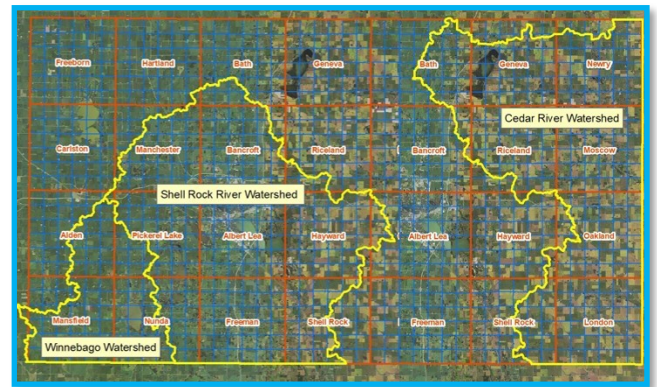 Freeborn
Hartland
Bath
Geneva
Bath
Geneva
Newry
Cedar River Watershed
Carlston
Manchester
Bancroft
Riceland
Bancroft
Riceland
Moscow
Shell Rock River Watershed
Alden
Pickerel Lake
Albert Lea
Hayward
Albert Lea
Hayward
Oakland
Mansfield
Nunda
Freeman
Shell Rock
Freeman
Shell Rock
London
Winnebago Watershed